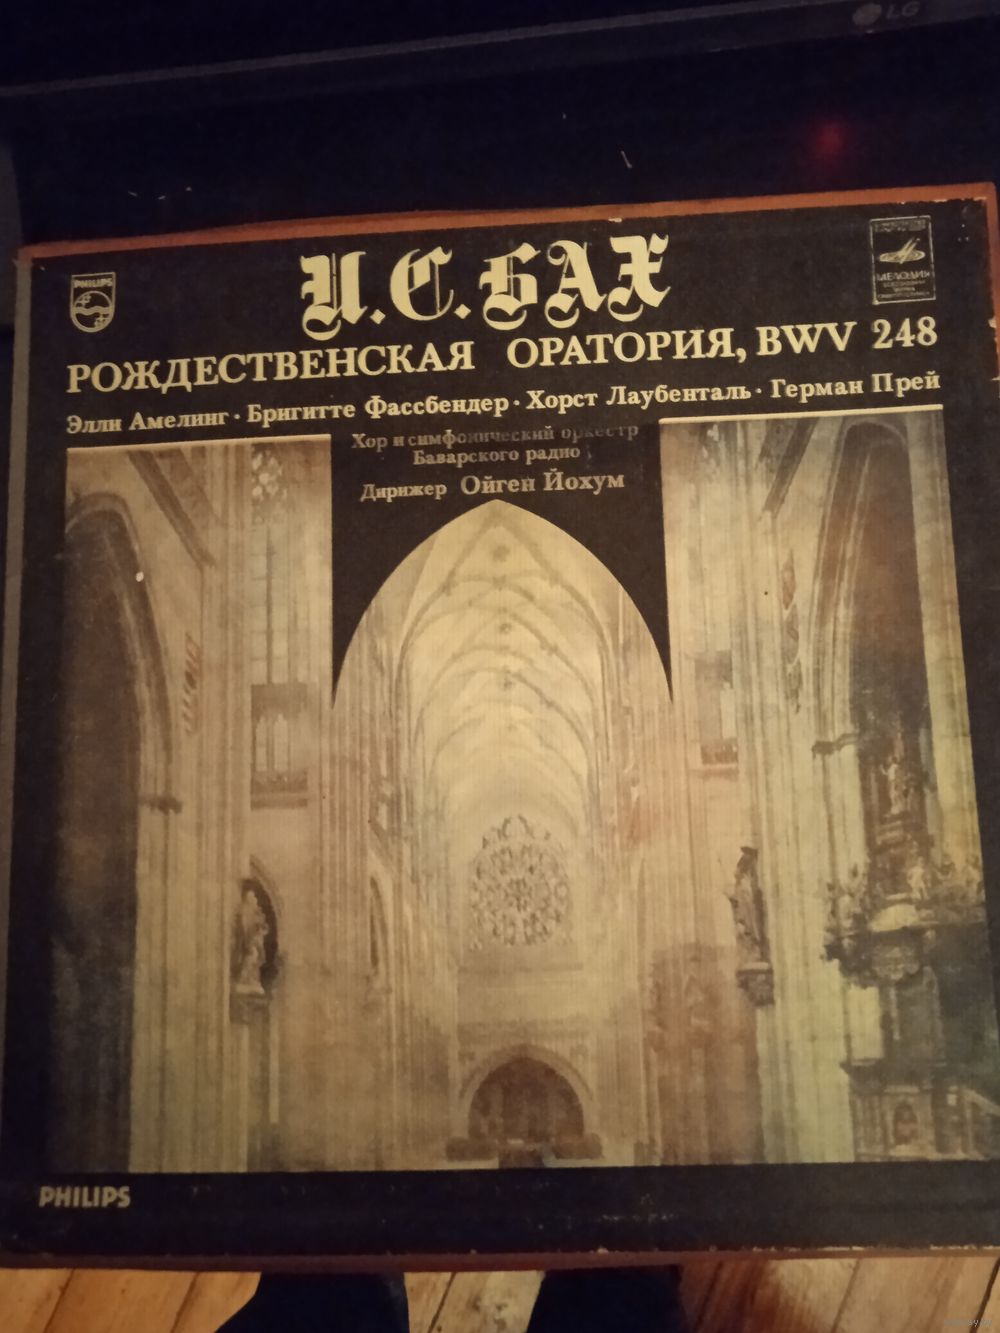 LG
И.С.БАХ
PHILIPS
МЕЛОДИЯ
РОЖДЕСТВЕНСКАЯ ОРАТОРИЯ, BWV 248
Элли Амелинг · Бригитте Фассбендер · Хорст Лаубенталь · Герман Прей
Хор и симфонический оркестр
Баварского радио
Дирижер Ойген Йохум
PHILIPS